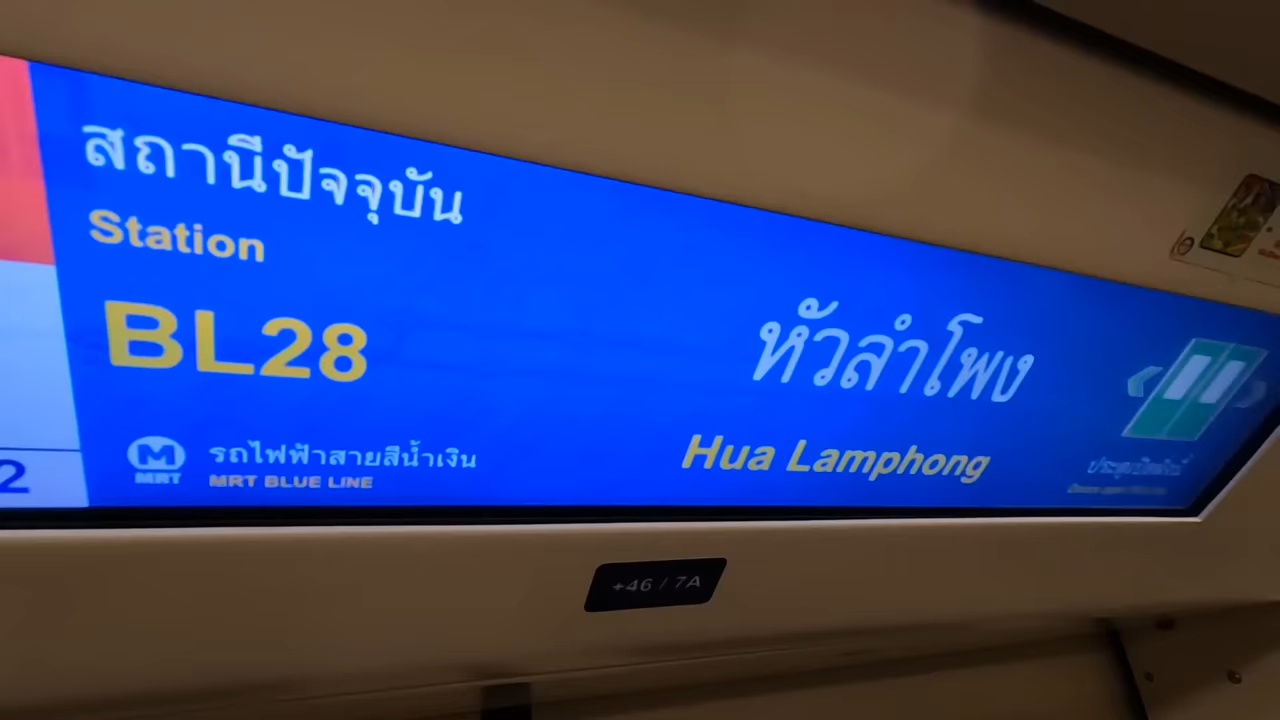 สถานีปัจจุบัน
Station
BL28
M
MRT
รถไฟฟ้าสายสีน้ำเงิน
MRT BLUE LINE
หัวลำโพง
Hua Lamphong
2
+46 / 7A